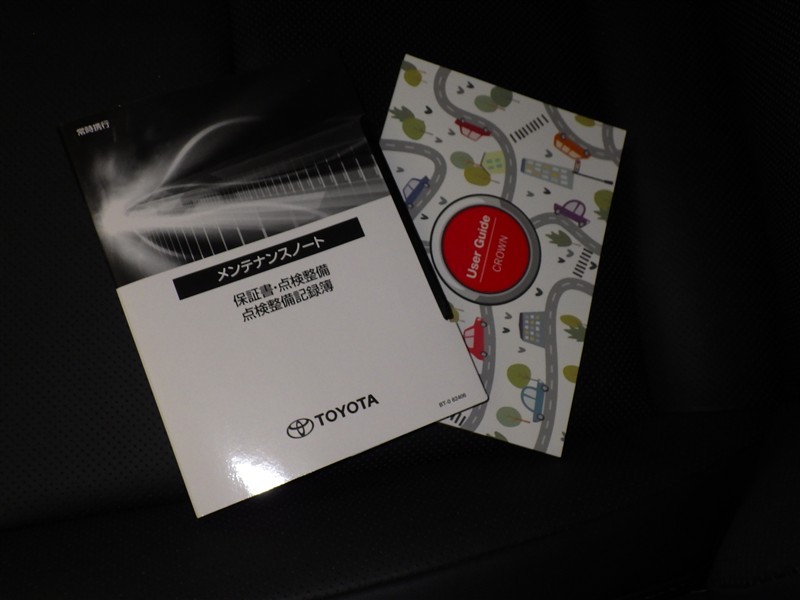 常時携行
メンテナンスノート
保証書・点検整備
点検整備記録簿
TOYOTA
User Guide
CROWN